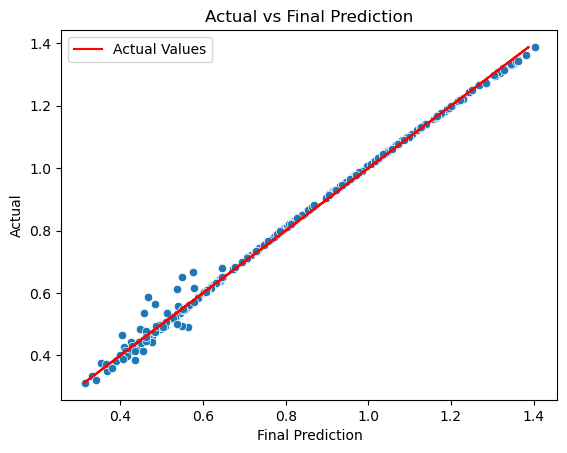 Actual vs Final Prediction
Actual Values
1.4
1.2
1.0
0.8
0.6
0.4
Actual
0.4 0.6 0.8 1.0 1.2 1.4
Final Prediction